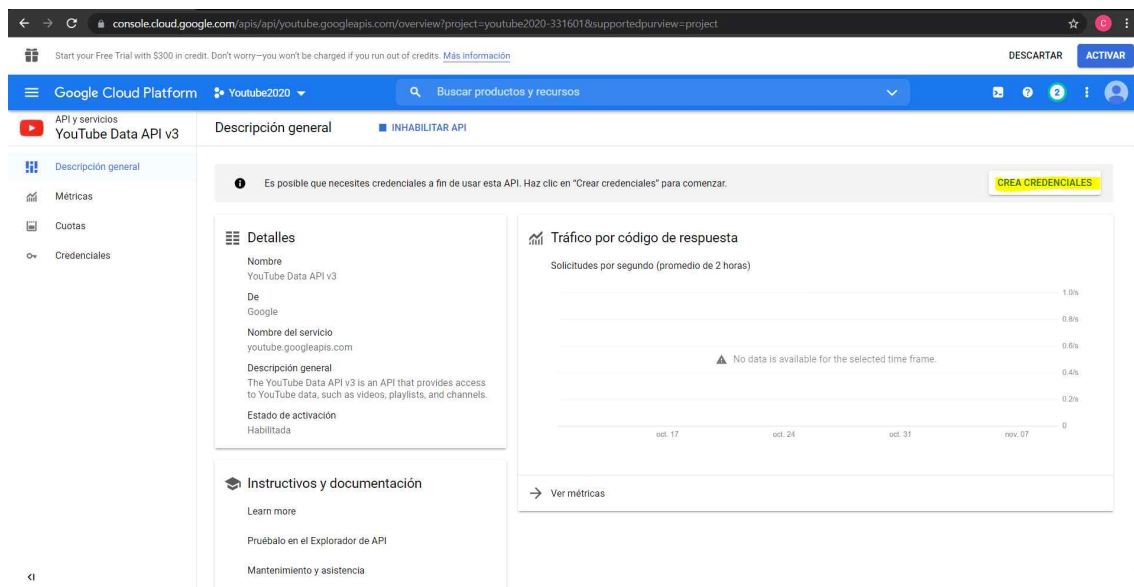 console.cloud.google.com/apis/api/youtube.googleapis.com/overview?project=youtube2020-331601&supportedpurview=project
C
Start your Free Trial with $300 in credit. Don't worry—you won't be charged if you run out of credits. Más información
DESCARTAR
ACTIVAR
Google Cloud Platform
Youtube2020
Buscar productos y recursos
2
API y servicios
YouTube Data API v3
Descripción general
INHABILITAR API
Descripción general
Métricas
Cuotas
Credenciales
Es posible que necesites credenciales a fin de usar esta API. Haz clic en "Crear credenciales" para comenzar.
CREA CREDENCIALES
Detalles
Nombre
YouTube Data API v3
De
Google
Nombre del servicio
youtube.googleapis.com
Descripción general
The YouTube Data API v3 is an API that provides access
to YouTube data, such as videos, playlists, and channels.
Estado de activación
Habilitada
Tráfico por código de respuesta
Solicitudes por segundo (promedio de 2 horas)
1.0/s
0.8/s
0.6/s
No data is available for the selected time frame.
0.4/s
0.2/s
0
oct. 17
oct. 24
oct. 31
nov. 07
Ver métricas
Instructivos y documentación
Learn more
Pruébalo en el Explorador de API
Mantenimiento y asistencia